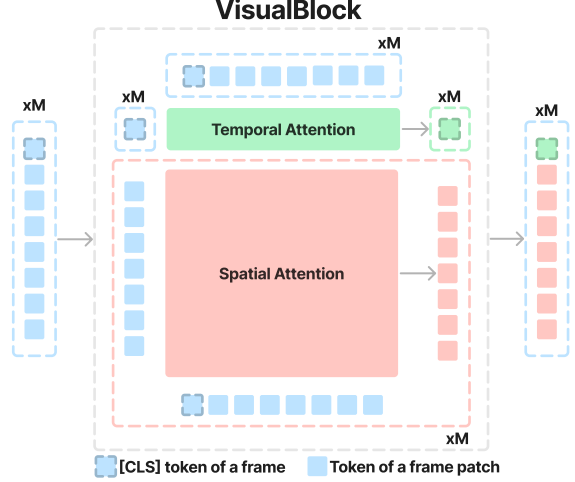 VisualBlock
xM
xM
xM
xM
xM
Temporal Attention
Spatial Attention
xM
[CLS] token of a frame
Token of a frame patch